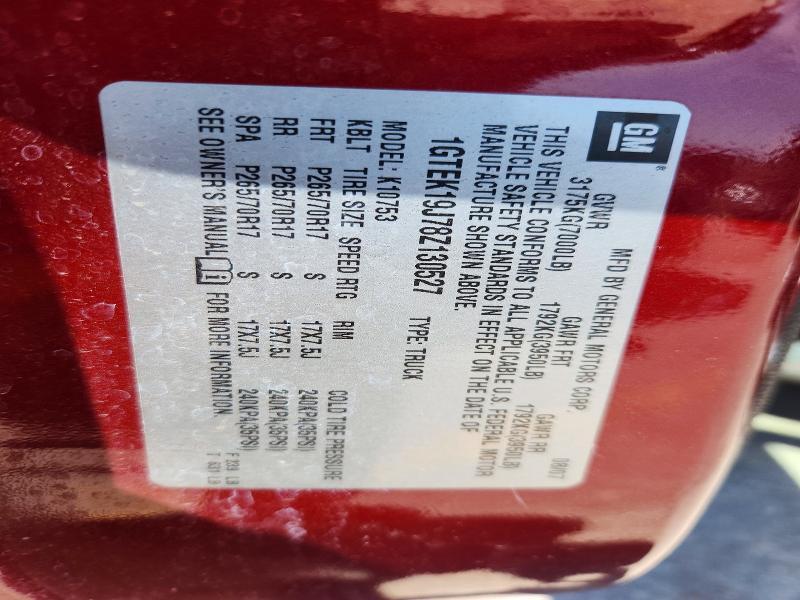 GM®
MFD BY GENERAL MOTORS CORP. 08/07
GVWR GAWR FRT GAWR RR
3175KG(7000LB) 1792KG(3950LB) 1792KG(3950LB)
THIS VEHICLE CONFORMS TO ALL APPLICABLE U.S. FEDERAL MOTOR
VEHICLE SAFETY STANDARDS IN EFFECT ON THE DATE OF
MANUFACTURE SHOWN ABOVE.
1GTEK19J78Z130527 TYPE: TRUCK
MODEL: K10753
KBLT TIRE SIZE SPEED RTG RIM COLD TIRE PRESSURE
FRT P265/70R17 S 17X7.5J 240KPA(35PSI)
RR P265/70R17 S 17X7.5J 240KPA(35PSI)
SPA P265/70R17 S 17X7.5J 240KPA(35PSI)
SEE OWNER'S MANUAL FOR MORE INFORMATION.